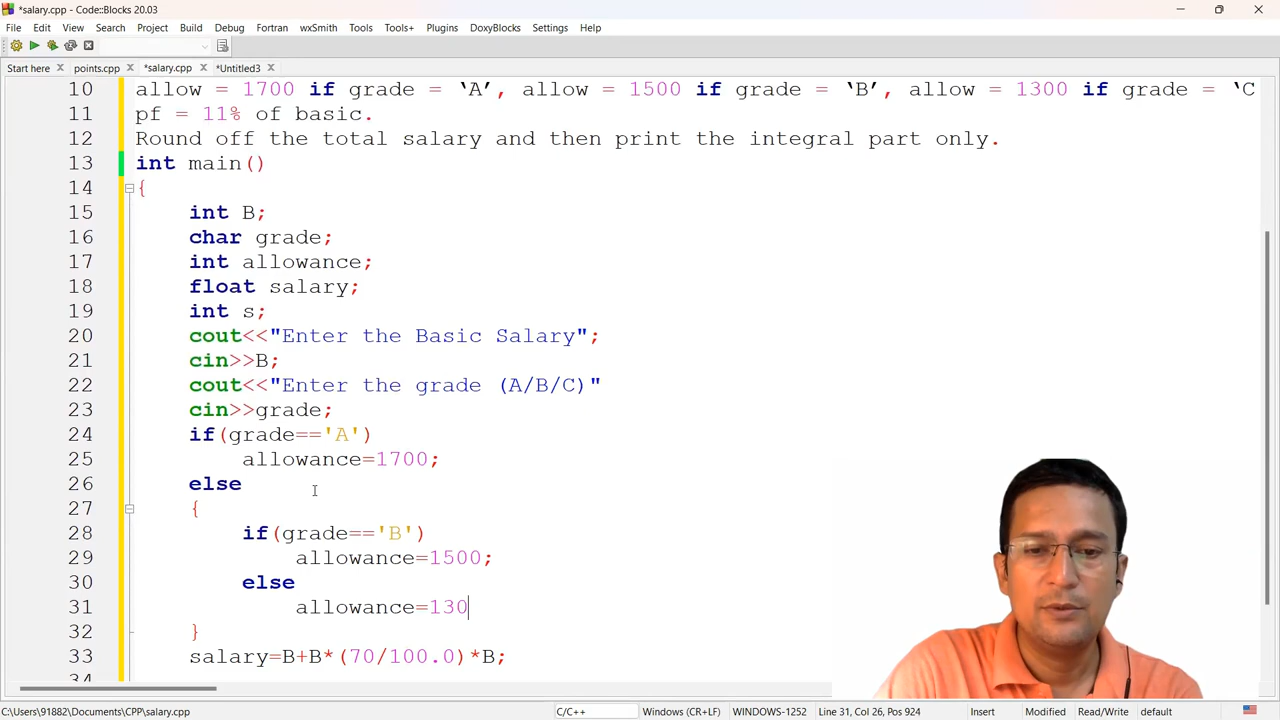 *salary.cpp - Code::Blocks 20.03
File Edit View Search Project Build Debug Fortran wxSmith Tools Tools+ Plugins DoxyBlocks Settings Help
Start here points.cpp *salary.cpp *Untitled3
10 allow = 1700 if grade = ‘A’, allow = 1500 if grade = ‘B’, allow = 1300 if grade = ‘C
11 pf = 11% of basic.
12 Round off the total salary and then print the integral part only.
13 int main()
14 {
15 int B;
16 char grade;
17 int allowance;
18 float salary;
19 int s;
20 cout<<"Enter the Basic Salary";
21 cin>>B;
22 cout<<"Enter the grade (A/B/C)"
23 cin>>grade;
24 if(grade=='A')
25 allowance=1700;
26 else
27 {
28 if(grade=='B')
29 allowance=1500;
30 else
31 allowance=130
32 }
33 salary=B+B*(70/100.0)*B;
34
C:\Users\91882\Documents\CPP\salary.cpp C/C++ Windows (CR+LF) WINDOWS-1252 Line 31, Col 26, Pos 924 Insert Modified Read/Write default